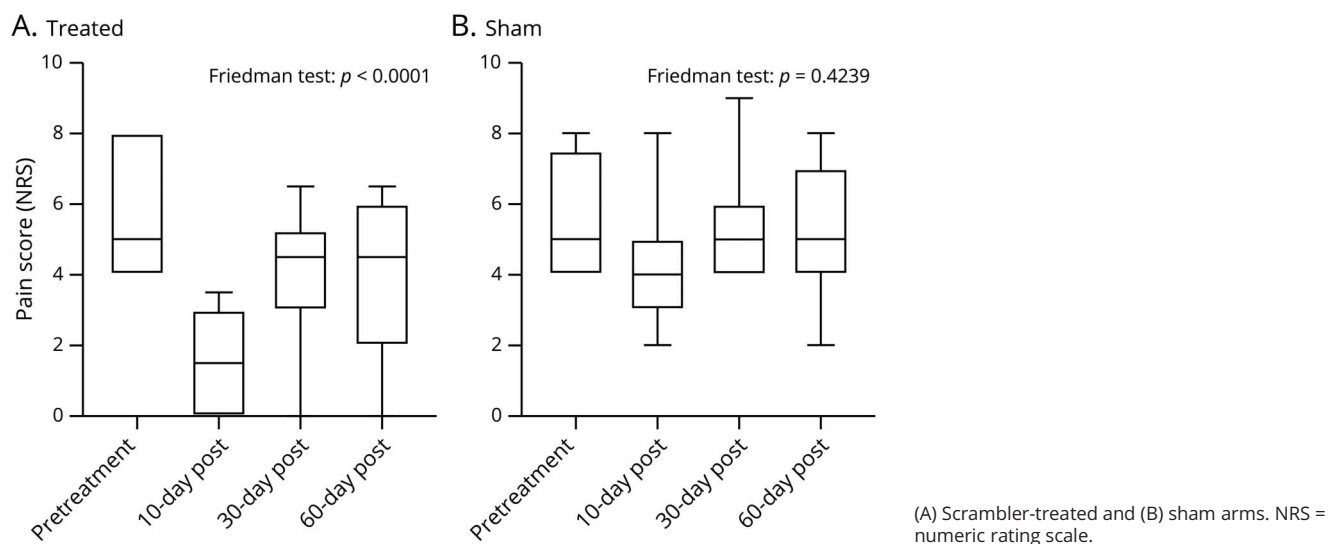 A. Treated
Friedman test: p < 0.0001
Pain score (NRS)
10
8
6
4
2
0
Pretreatment
10-day post
30-day post
60-day post
B. Sham
Friedman test: p = 0.4239
10
8
6
4
2
0
Pretreatment
10-day post
30-day post
60-day post
(A) Scrambler-treated and (B) sham arms. NRS =
numeric rating scale.